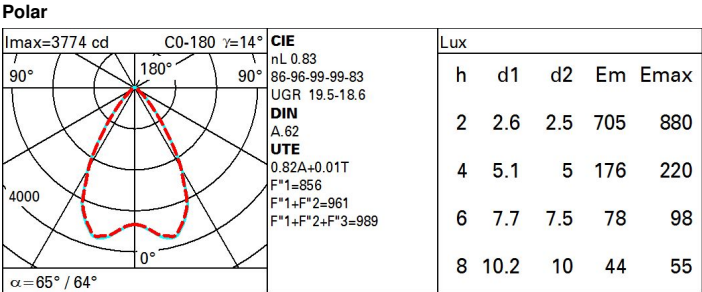 Polar
Imax=3774 cd C0-180 γ=14°
90° 180° 90°
4000
0°
α=65° / 64°
CIE
nL 0.83
86-96-99-99-83
UGR 19.5-18.6
DIN
A.62
UTE
0.82A+0.01T
F"1=856
F"1+F"2=961
F"1+F"2+F"3=989
Lux
h d1 d2 Em Emax
2 2.6 2.5 705 880
4 5.1 5 176 220
6 7.7 7.5 78 98
8 10.2 10 44 55